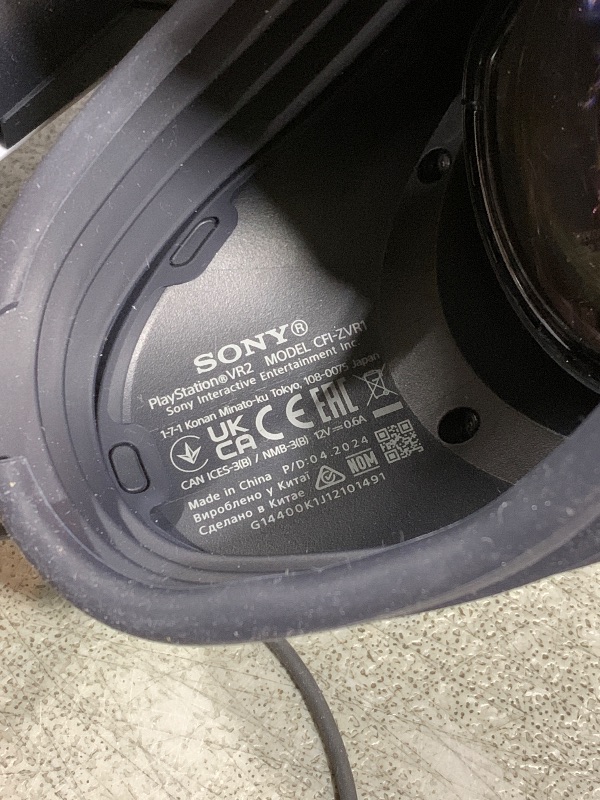 SONY®
PlayStation®VR2 MODEL CFI-ZVR1
Sony Interactive Entertainment Inc.
1-7-1 Konan Minato-ku Tokyo, 108-0075 Japan
UK CA CE EAC
CAN ICES-3(B) / NMB-3(B) 12V⎓0.6A
Made in China P/D:04.2024
Вироблено у Китаї NOM
Сделано в Китае
G14400K1J12101491